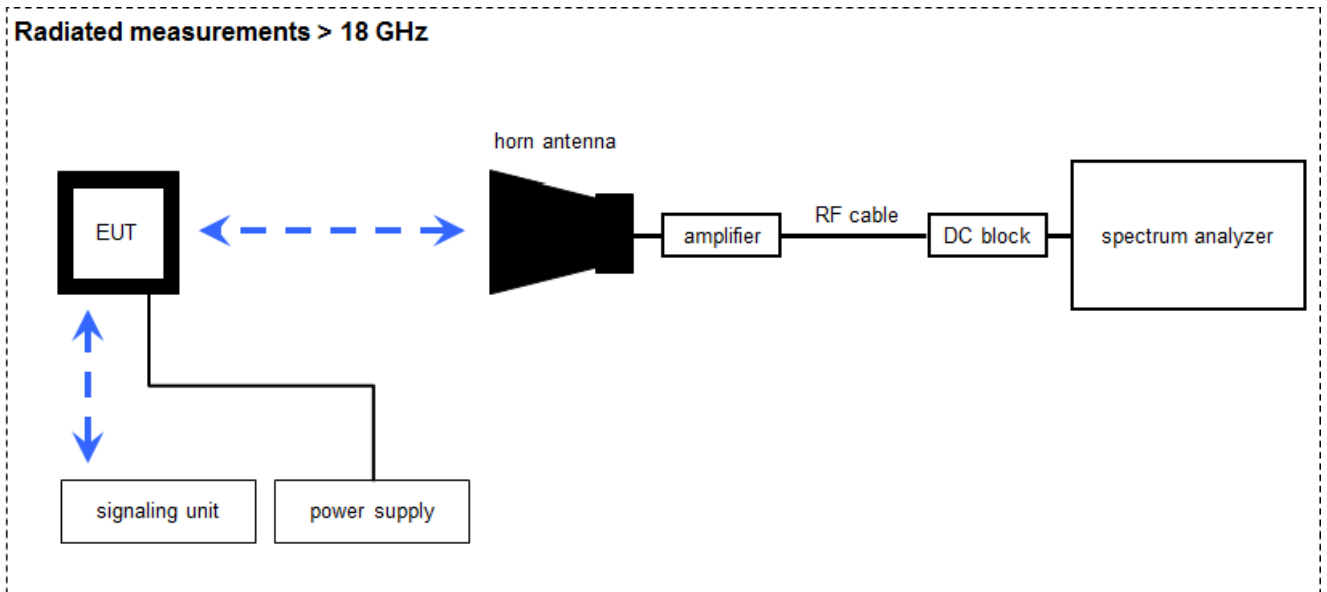 Radiated measurements > 18 GHz
horn antenna
EUT
amplifier
RF cable
DC block
spectrum analyzer
signaling unit
power supply